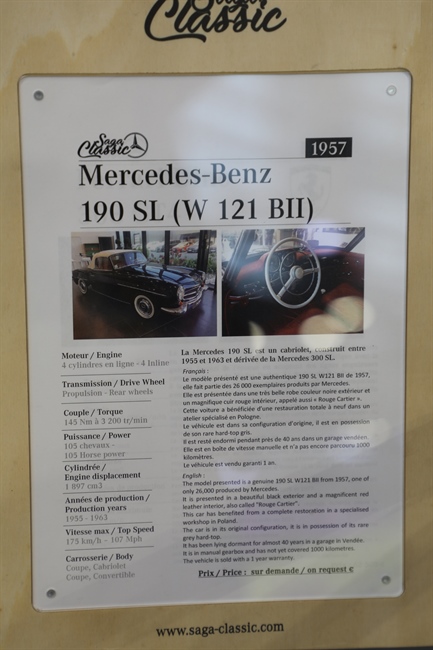 Saga
Classic
Saga
Classic
1957
Mercedes-Benz
190 SL (W 121 BII)
Moteur / Engine
4 cylindres en ligne - 4 Inline
Transmission / Drive Wheel
Propulsion - Rear wheels
Couple / Torque
145 Nm à 3 200 tr/min
Puissance / Power
105 chevaux -
105 Horse power
Cylindrée /
Engine displacement
1 897 cm3
Années de production /
Production years
1955 - 1963
Vitesse max / Top Speed
175 km/h – 107 Mph
Carrosserie / Body
Coupe, Cabriolet
Coupe, Convertible
La Mercedes 190 SL est un cabriolet, construit entre
1955 et 1963 et dérivée de la Mercedes 300 SL.
Français :
Le modèle présenté est une authentique 190 SL W121 BII de 1957,
elle fait partie des 26 000 exemplaires produits par Mercedes.
Elle est présentée dans une très belle robe couleur noire extérieur et
un magnifique cuir rouge intérieur, appelé aussi « Rouge Cartier ».
Cette voiture a bénéficiée d'une restauration totale à neuf dans un
atelier spécialisé en Pologne.
Le véhicule est dans sa configuration d'origine, il est en possession
de son rare hard-top gris.
Il est resté endormi pendant près de 40 ans dans un garage vendéen
Elle est en boîte de vitesse manuelle et n'a pas encore parcouru 1000
kilomètres.
Le véhicule est vendu garanti 1 an.
English :
The model presented is a genuine 190 SL W121 BII from 1957, one of
only 26,000 produced by Mercedes.
It is presented in a beautiful black exterior and a magnificent red
leather interior, also called "Rouge Cartier".
This car has benefited from a complete restoration in a specialised
workshop in Poland.
The car is in its original configuration, it is in possession of its rare
grey hard-top.
It has been lying dormant for almost 40 years in a garage in Vendée.
It is in manual gearbox and has not yet covered 1000 kilometres.
The vehicle is sold with a 1 year warranty.
Prix / Price : sur demande / on request €
www.saga-classic.com